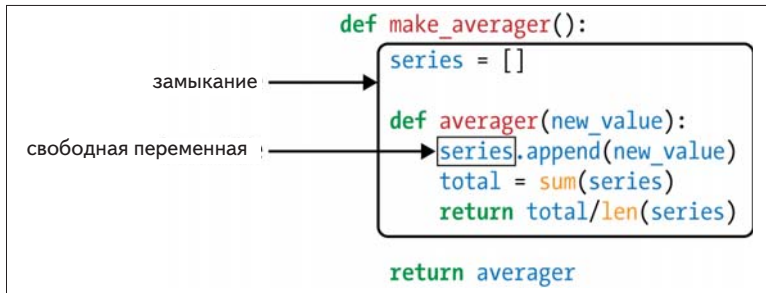 def make_averager():
series = []
замыкание
def averager(new_value):
свободная переменная series.append(new_value)
total = sum(series)
return total/len(series)
return averager